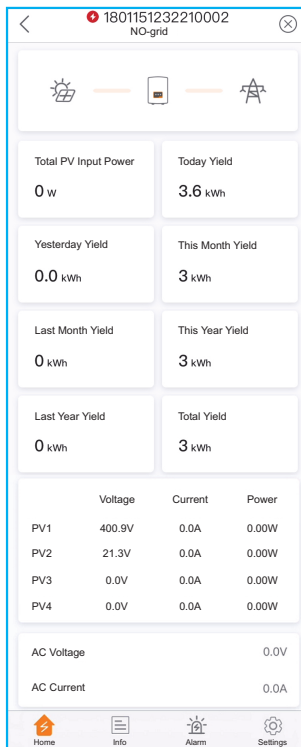 1801151232210002
NO-grid
Total PV Input Power
0 W
Today Yield
3.6 kWh
Yesterday Yield
0.0 kWh
This Month Yield
3 kWh
Last Month Yield
0 kWh
This Year Yield
3 kWh
Last Year Yield
0 kWh
Total Yield
3 kWh
Voltage Current Power
PV1 400.9V 0.0A 0.00W
PV2 21.3V 0.0A 0.00W
PV3 0.0V 0.0A 0.00W
PV4 0.0V 0.0A 0.00W
AC Voltage 0.0V
AC Current 0.0A
Home Info Alarm Settings